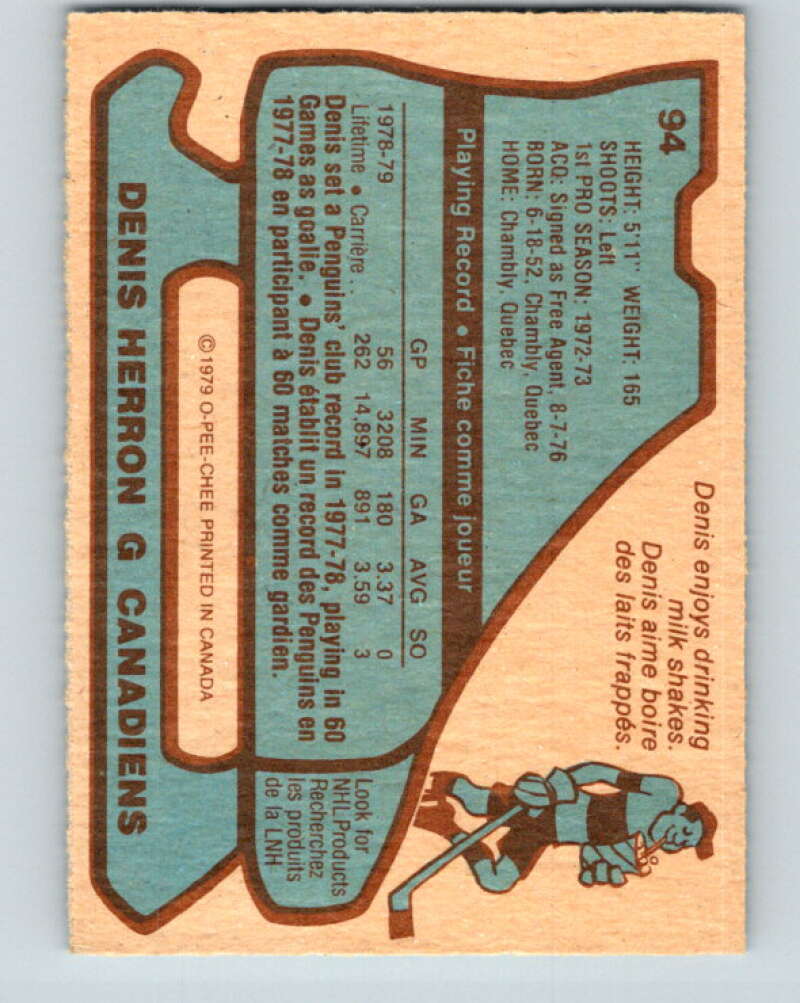 94
HEIGHT: 5'11" WEIGHT: 165
SHOOTS: Left
1st PRO SEASON: 1972-73
ACQ: Signed as Free Agent, 8-7-76
BORN: 6-18-52, Chambly, Quebec
HOME: Chambly, Quebec
Denis enjoys drinking
milk shakes.
Denis aime boire
des laits frappés.
Playing Record • Fiche comme joueur
GP MIN GA AVG SO
1978-79 56 3208 180 3.37 0
Lifetime • Carrière .. 262 14,897 891 3.59 3
Denis set a Penguins' club record in 1977-78, playing in 60
Games as goalie. • Denis établit un record des Penguins en
1977-78 en participant à 60 matches comme gardien.
Look for
NHL Products
Recherchez
les produits
de la LNH
©1979 O-PEE-CHEE PRINTED IN CANADA
DENIS HERRON G CANADIENS